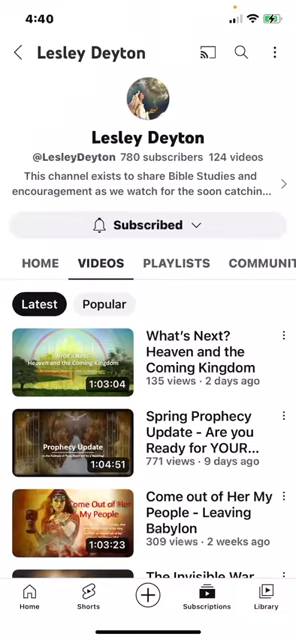 4:40
Lesley Deyton
Lesley Deyton
@LesleyDeyton 780 subscribers 124 videos
This channel exists to share Bible Studies and
encouragement as we watch for the soon catchin...
Subscribed
HOME VIDEOS PLAYLISTS COMMUNIT
Latest Popular
What's Next?
Heaven and the Coming Kingdom
1:03:04
What's Next?
Heaven and the
Coming Kingdom
135 views · 2 days ago
Prophecy Update
1:04:51
Spring Prophecy
Update - Are you
Ready for YOUR...
771 views · 9 days ago
Come Out of Her
My People
1:03:23
Come out of Her My
People - Leaving
Babylon
309 views · 2 weeks ago
The Invisible War
Home Shorts Subscriptions Library